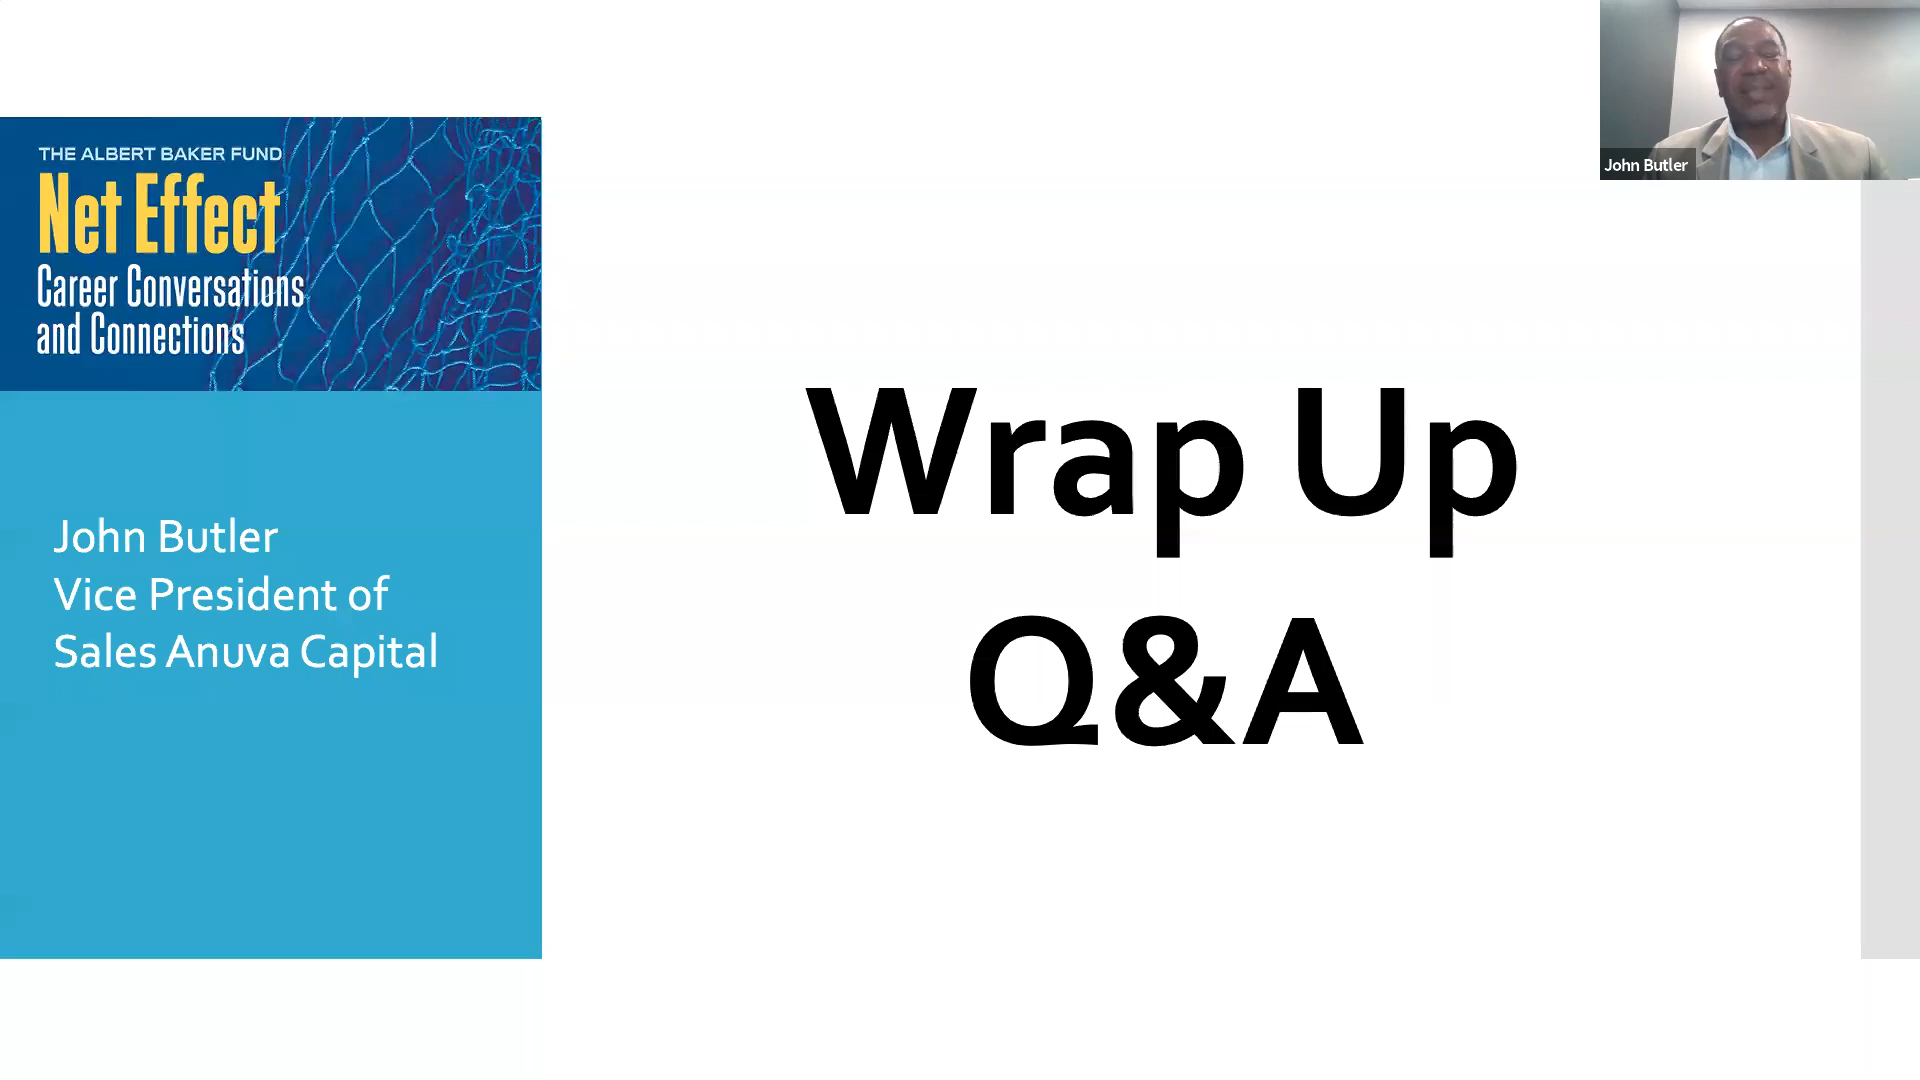 THE ALBERT BAKER FUND
Net Effect
Career Conversations
and Connections
John Butler
Vice President of
Sales Anuva Capital
Wrap Up
Q&A
John Butler